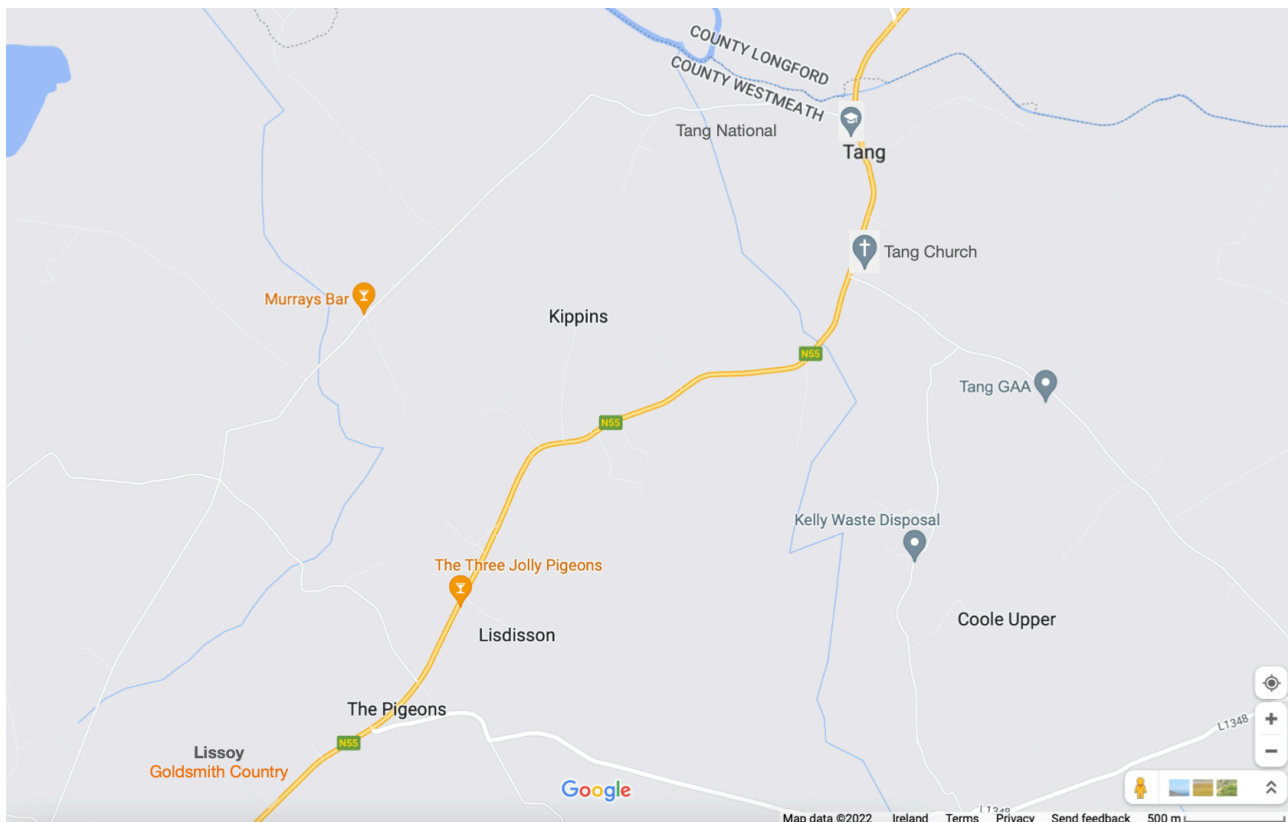 COUNTY LONGFORD
COUNTY WESTMEATH
Tang National
Tang
Tang Church
Murrays Bar
Kippins
N55
Tang GAA
N55
Kelly Waste Disposal
The Three Jolly Pigeons
Coole Upper
Lisdisson
The Pigeons
L1348
N55
Lissoy
Goldsmith Country
Google
L1348
Map data ©2022 Ireland Terms Privacy Send feedback 500 m